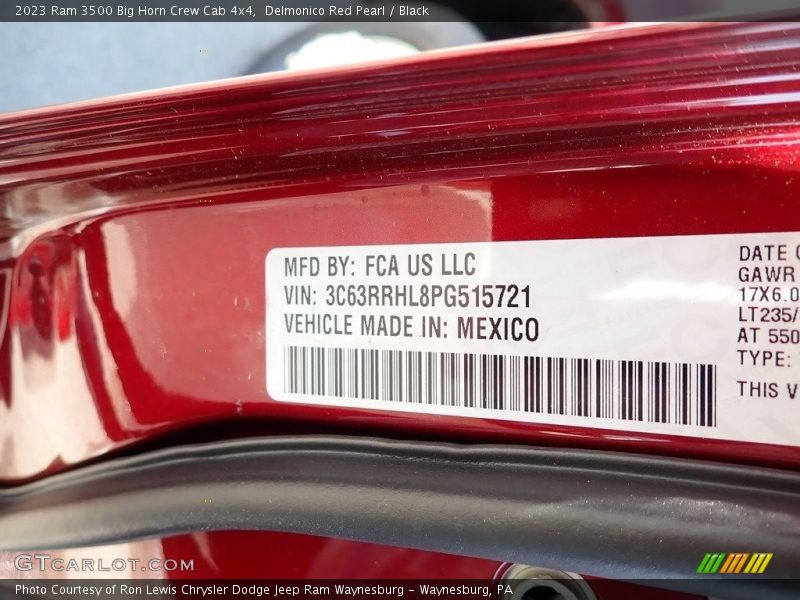 2023 Ram 3500 Big Horn Crew Cab 4x4,  Delmonico Red Pearl / Black
MFD BY: FCA US LLC
VIN: 3C63RRHL8PG515721
VEHICLE MADE IN: MEXICO
DATE
GAWR
17X6.0
LT235/
AT 550
TYPE:
THIS V
GTCARLOT.COM
Photo Courtesy of Ron Lewis Chrysler Dodge Jeep Ram Waynesburg - Waynesburg, PA